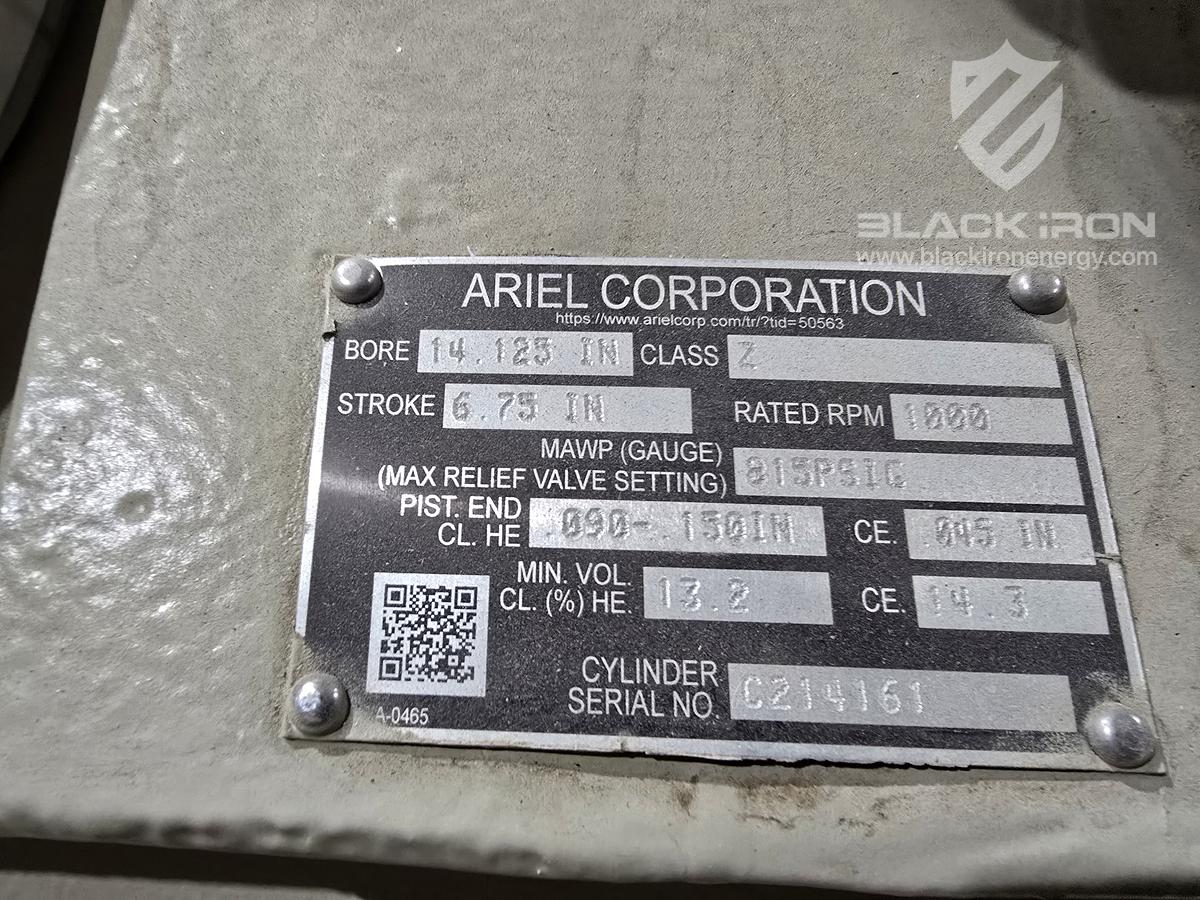 BLACK IRON
www.blackironenergy.com
ARIEL CORPORATION
https://www.arielcorp.com/tr/?tid=50563
BORE 14.125 IN CLASS Z
STROKE 6.75 IN RATED RPM 1000
MAWP (GAUGE)
(MAX RELIEF VALVE SETTING) 815PSIG
PIST. END
CL. HE .090-.150IN CE. .045 IN
MIN. VOL.
CL. (%) HE. 13.2 CE. 14.3
CYLINDER
SERIAL NO. C214161
A-0465